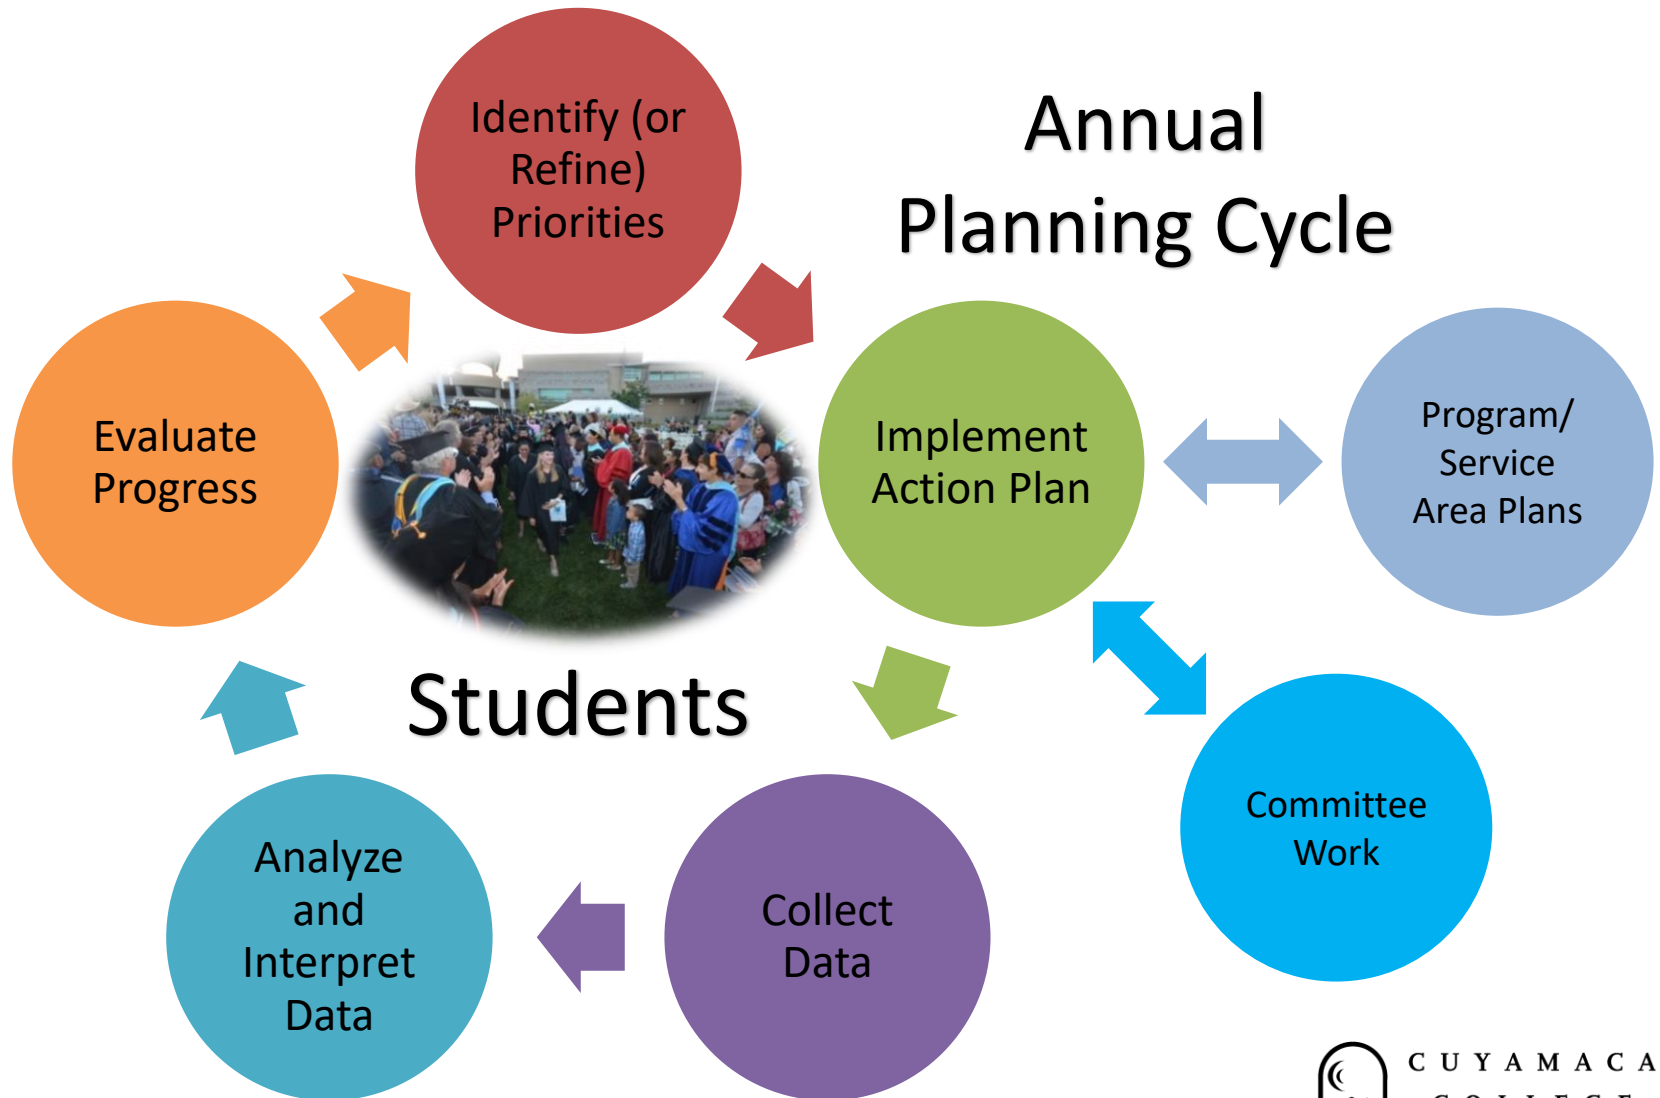 Annual
Planning Cycle
Identify (or
Refine)
Priorities
Implement
Action Plan
Program/
Service
Area Plans
Committee
Work
Collect
Data
Analyze
and
Interpret
Data
Evaluate
Progress
Students
CUYAMACA
COLLEGE